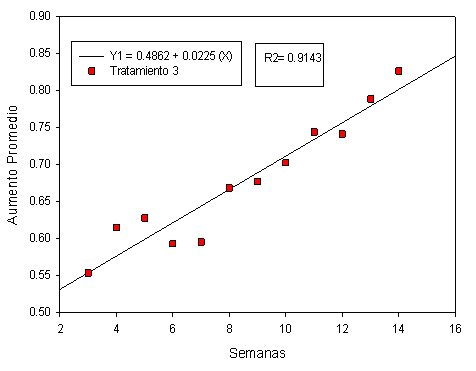 0.90
0.85
Y1 = 0.4862 + 0.0225 (X)
R2= 0.9143
Tratamiento 3
0.80
0.75
0.70
0.65
0.60
0.55
0.50
Aumento Promedio
2 4 6 8 10 12 14 16
Semanas